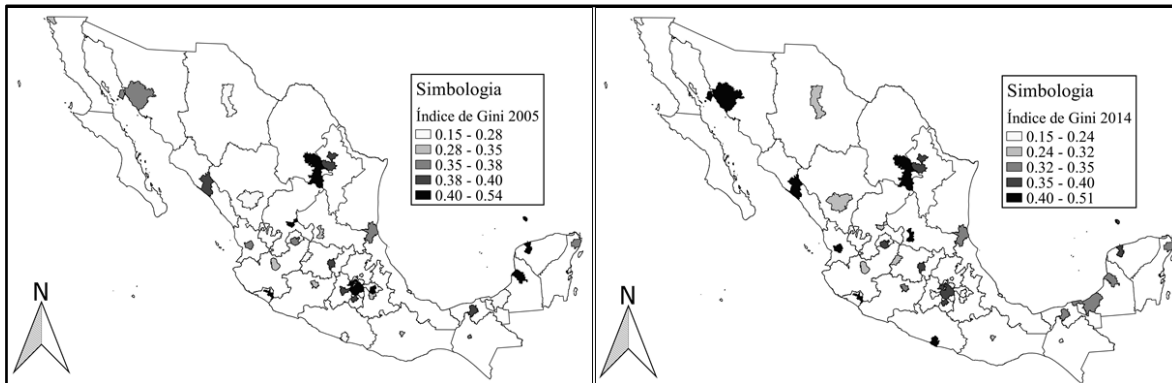 Simbologia
Índice de Gini 2005
0.15 - 0.28
0.28 - 0.35
0.35 - 0.38
0.38 - 0.40
0.40 - 0.54
N
Simbologia
Índice de Gini 2014
0.15 - 0.24
0.24 - 0.32
0.32 - 0.35
0.35 - 0.40
0.40 - 0.51
N